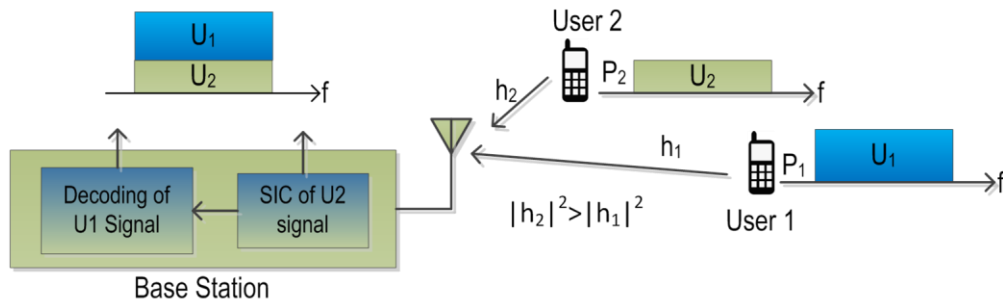 U₁
U₂
f
User 2
P₂
U₂
f
h₂
h₁
P₁
U₁
f
User 1
|h₂|²>|h₁|²
Decoding of
U1 Signal
SIC of U2
signal
Base Station